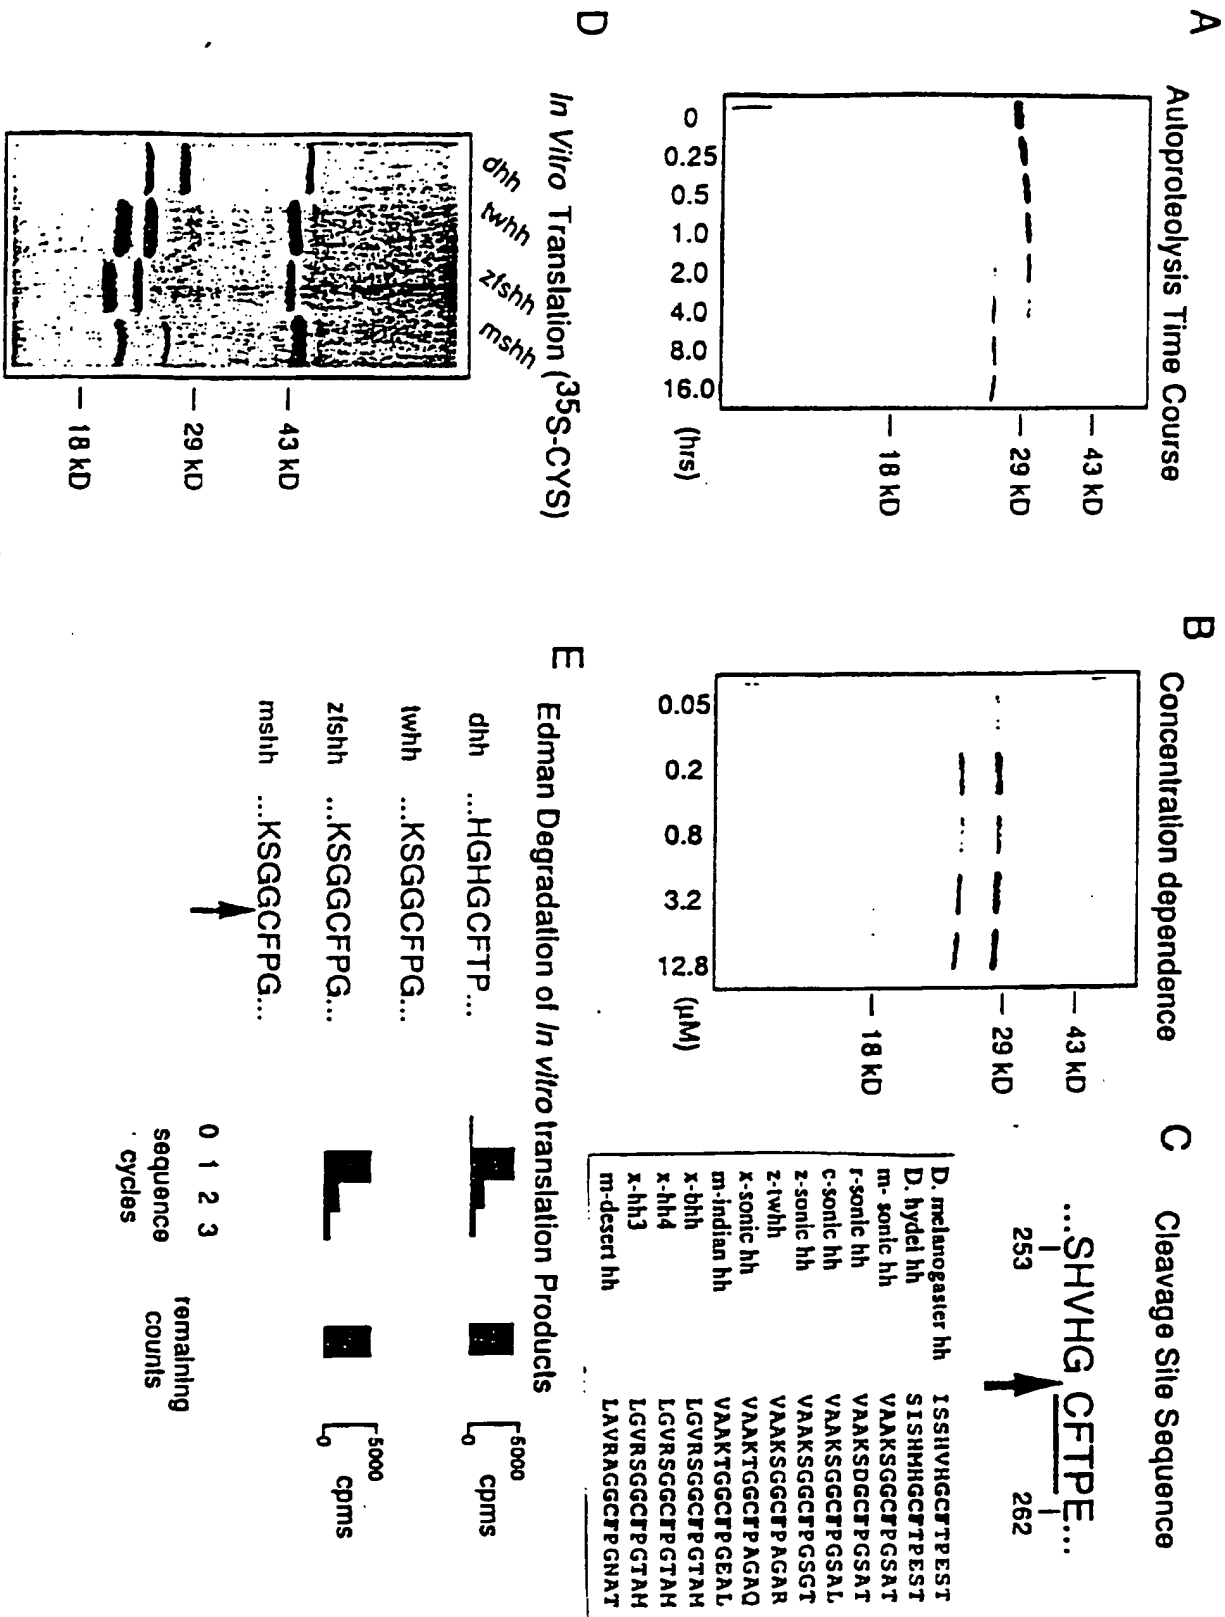 A
Autoproteolysis Time Course
0
0.25
0.5
1.0
2.0
4.0
8.0
16.0
(hrs)
– 43 kD
– 29 kD
– 18 kD
B
Concentration dependence
0.05
0.2
0.8
3.2
12.8
(μM)
– 43 kD
– 29 kD
– 18 kD
C
Cleavage Site Sequence
...SHVHG CFTPE...
253
262
D. melanogaster hh ISSHVHGCFTPEST
D. hydei hh SISHMHGCFTPEST
m- sonic hh VAAKSGGCFPGSAT
r-sonic hh VAAKSDGCFPGSAT
c-sonic hh VAAKSGGCFPGSAL
z-sonic hh VAAKSGGCFPGSGT
z-twhh VAAKSGGCFPAGAR
x-sonic hh VAAKTGGCFPAGAQ
m-indian hh VAAKTGGCFPGEAL
x-bhh LGVRSGGCFPGTAM
x-hh4 LGVRSGGCFPGTAM
x-hh3 LGVRSGGCFPGTAM
m-desert hh LAVRAGGCFPGNAT
D
In Vitro Translation (35S-CYS)
dhh
twhh
zfshh
mshh
– 43 kD
– 29 kD
– 18 kD
E
Edman Degradation of In vitro translation Products
dhh ...HGHGCFTP...
twhh ...KSGGCFPG...
zfshh ...KSGGCFPG...
mshh ...KSGGCFPG...
5000
0
cpms
5000
0
cpms
0 1 2 3
sequence
cycles
remaining
counts